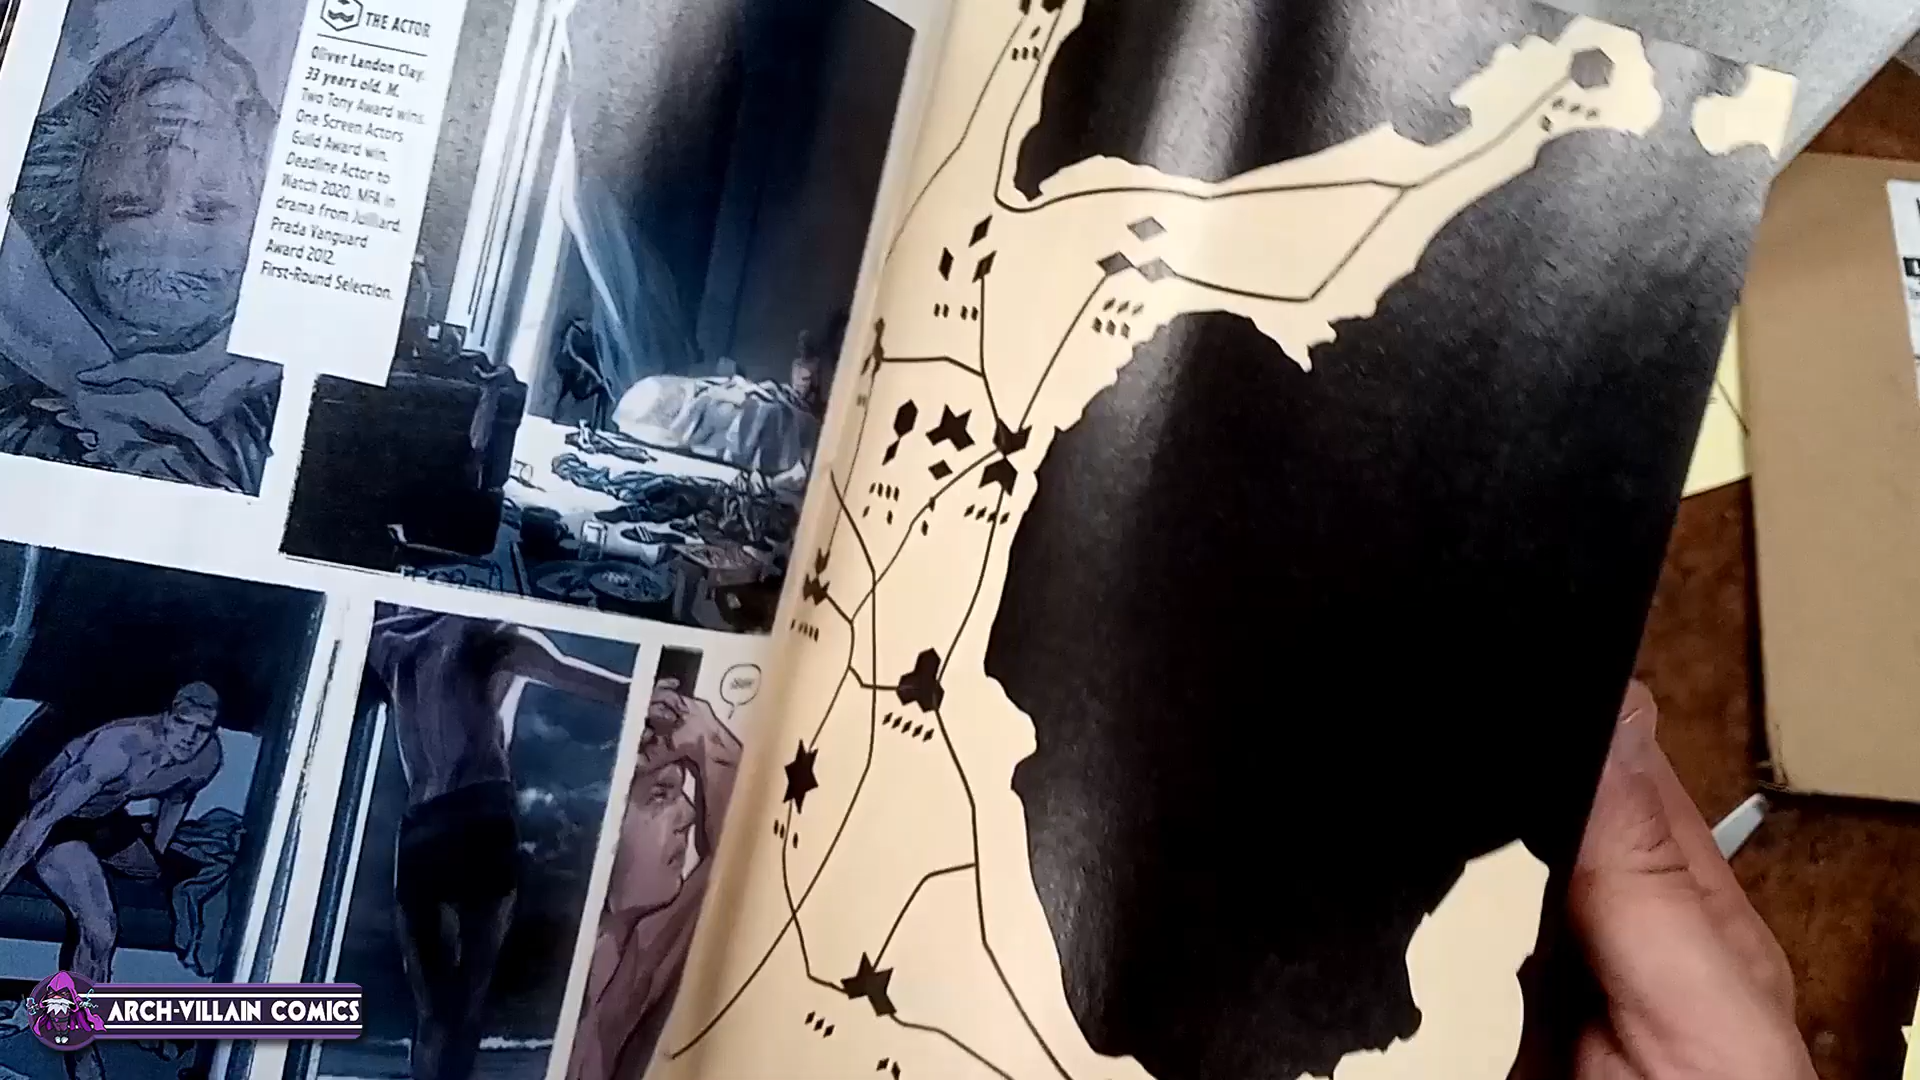 THE ACTOR
Oliver Landon Clay.
33 years old. M.
Two Tony Award wins.
One Screen Actors
Guild Award win.
Deadline Actor to
Watch 2020. MFA in
drama from Juilliard.
Prada Vanguard
Award 2012.
First-Round Selection.
ARCH-VILLAIN COMICS